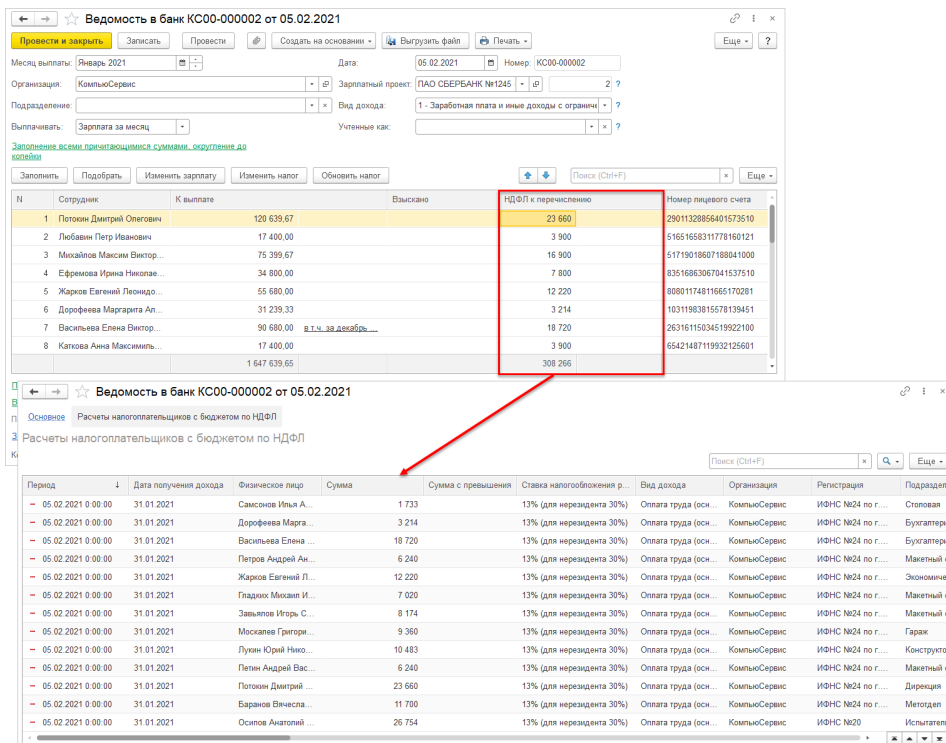 Ведомость в банк КС00-000002 от 05.02.2021
Провести и закрыть Записать Провести Создать на основании Выгрузить файл Печать Еще ?
Месяц выплаты: Январь 2021 Дата: 05.02.2021 Номер: КС00-000002
Организация: КомпьюСервис Зарплатный проект: ПАО СБЕРБАНК №1245 2 ?
Подразделение: Вид дохода: 1 - Заработная плата и иные доходы с ограниче ?
Выплачивать: Зарплата за месяц Учтенные как: ?
Заполнение всеми причитающимися суммами, округление до
копейки
Заполнить Подобрать Изменить зарплату Изменить налог Обновить налог Поиск (Ctrl+F) × Еще
N Сотрудник К выплате Взыскано НДФЛ к перечислению Номер лицевого счета
1 Потокин Дмитрий Олегович 120 639,67 23 660 29011328856401573510
2 Любавин Петр Иванович 17 400,00 3 900 51651658311778160121
3 Михайлов Максим Виктор... 75 399,67 16 900 51719018607188041000
4 Ефремова Ирина Николае... 34 800,00 7 800 83516863067041537510
5 Жарков Евгений Леонидо... 55 680,00 12 220 80801174811665170281
6 Дорофеева Маргарита Ал... 31 239,33 3 214 10311983815578139451
7 Васильева Елена Виктор... 90 680,00 в т.ч. за декабрь ... 18 720 26316115034519922100
8 Каткова Анна Максимиль... 17 400,00 3 900 65421487119932125601
1 647 639,65 308 266
Ведомость в банк КС00-000002 от 05.02.2021
Основное Расчеты налогоплательщиков с бюджетом по НДФЛ
Расчеты налогоплательщиков с бюджетом по НДФЛ
Поиск (Ctrl+F) × Еще
Период ↓ Дата получения дохода Физическое лицо Сумма Сумма с превышения Ставка налогообложения р... Вид дохода Организация Регистрация Подраздел
05.02.2021 0:00:00 31.01.2021 Самсонов Илья А... 1 733 13% (для нерезидента 30%) Оплата труда (осн... КомпьюСервис ИФНС №24 по г.... Столовая
05.02.2021 0:00:00 31.01.2021 Дорофеева Марга... 3 214 13% (для нерезидента 30%) Оплата труда (осн... КомпьюСервис ИФНС №24 по г.... Бухгалтери
05.02.2021 0:00:00 31.01.2021 Васильева Елена ... 18 720 13% (для нерезидента 30%) Оплата труда (осн... КомпьюСервис ИФНС №24 по г.... Бухгалтери
05.02.2021 0:00:00 31.01.2021 Петров Андрей Ан... 6 240 13% (для нерезидента 30%) Оплата труда (осн... КомпьюСервис ИФНС №24 по г.... Макетный
05.02.2021 0:00:00 31.01.2021 Жарков Евгений Л... 12 220 13% (для нерезидента 30%) Оплата труда (осн... КомпьюСервис ИФНС №24 по г.... Экономиче
05.02.2021 0:00:00 31.01.2021 Гладких Михаил И... 7 020 13% (для нерезидента 30%) Оплата труда (осн... КомпьюСервис ИФНС №24 по г.... Макетный
05.02.2021 0:00:00 31.01.2021 Завьялов Игорь С... 8 174 13% (для нерезидента 30%) Оплата труда (осн... КомпьюСервис ИФНС №24 по г.... Макетный
05.02.2021 0:00:00 31.01.2021 Москалев Григори... 9 360 13% (для нерезидента 30%) Оплата труда (осн... КомпьюСервис ИФНС №24 по г.... Гараж
05.02.2021 0:00:00 31.01.2021 Лукин Юрий Нико... 10 483 13% (для нерезидента 30%) Оплата труда (осн... КомпьюСервис ИФНС №24 по г.... Конструкто
05.02.2021 0:00:00 31.01.2021 Петин Андрей Вас... 6 240 13% (для нерезидента 30%) Оплата труда (осн... КомпьюСервис ИФНС №24 по г.... Макетный
05.02.2021 0:00:00 31.01.2021 Потокин Дмитрий ... 23 660 13% (для нерезидента 30%) Оплата труда (осн... КомпьюСервис ИФНС №24 по г.... Дирекция
05.02.2021 0:00:00 31.01.2021 Баранов Вячесла... 11 700 13% (для нерезидента 30%) Оплата труда (осн... КомпьюСервис ИФНС №24 по г.... Метотдел
05.02.2021 0:00:00 31.01.2021 Осипов Анатолий ... 26 754 13% (для нерезидента 30%) Оплата труда (осн... КомпьюСервис ИФНС №20 Испытател